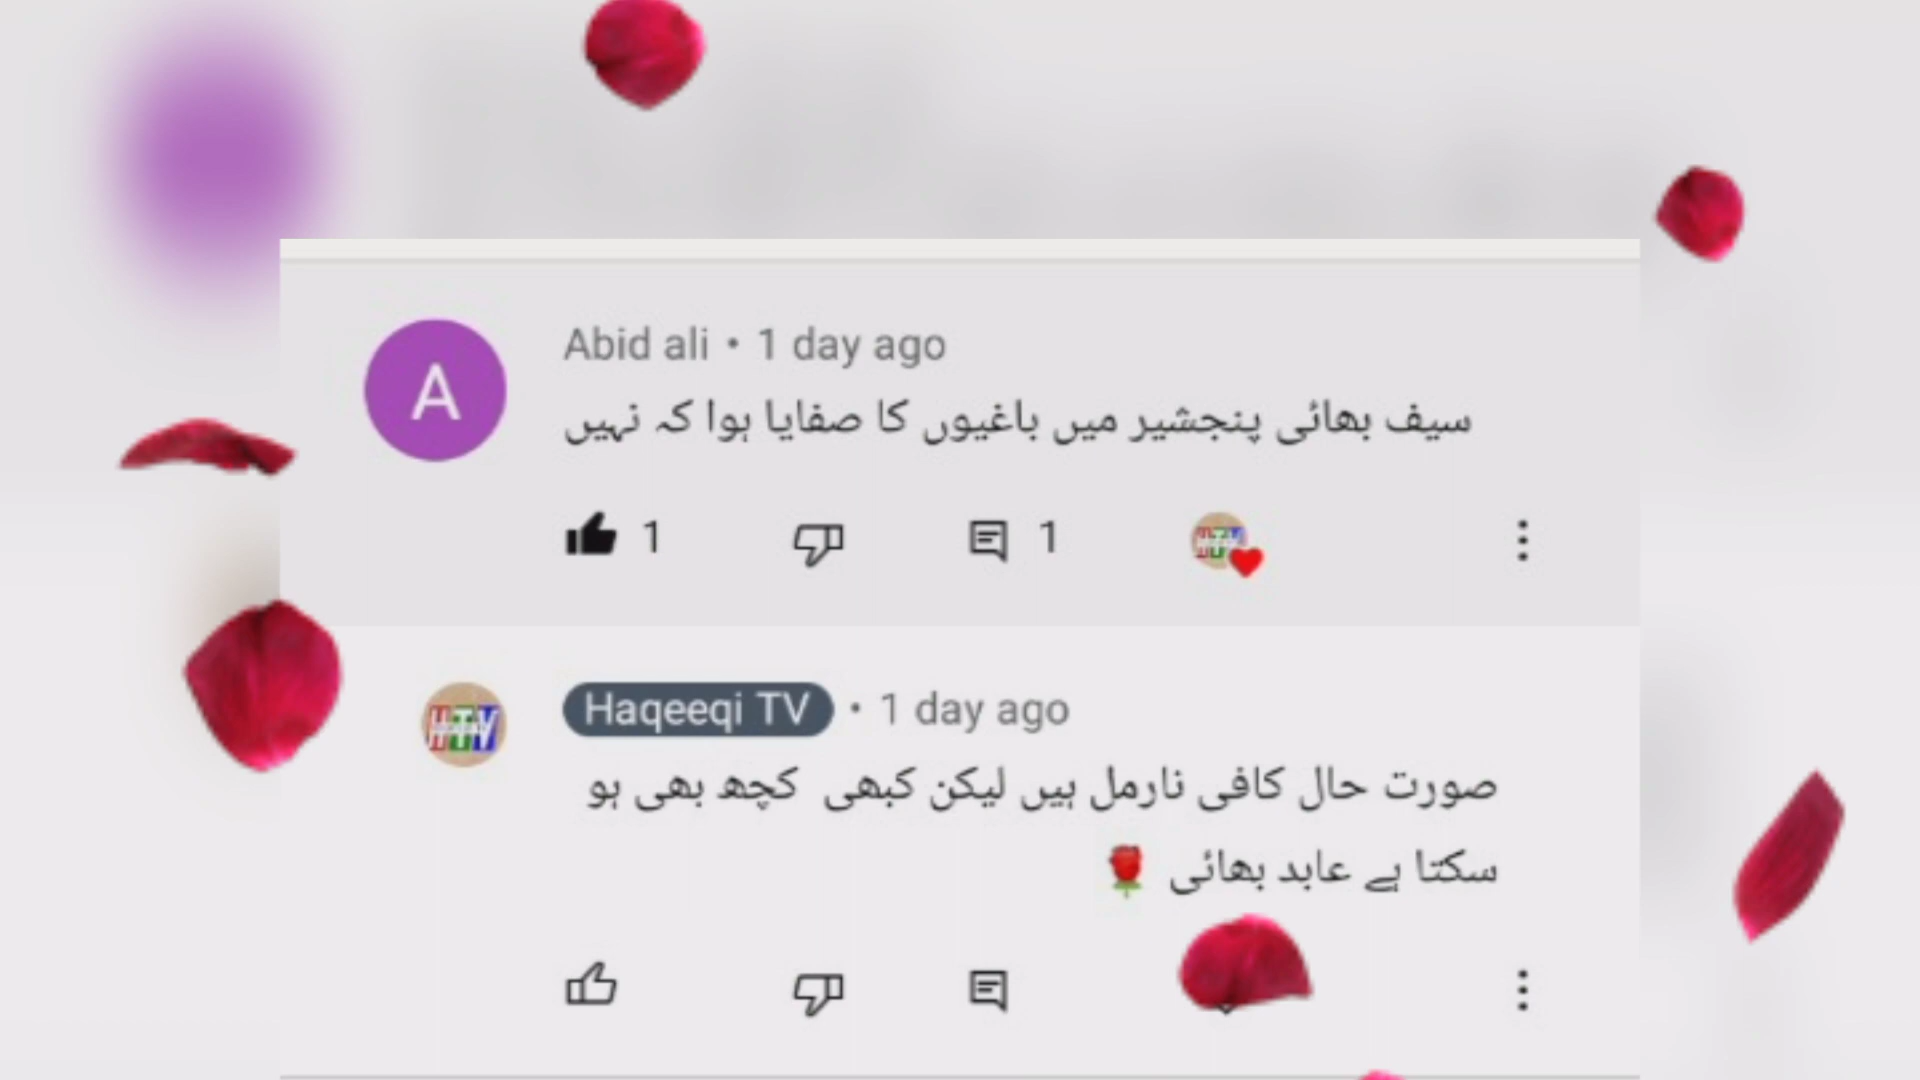 A
Abid ali • 1 day ago
سیف بھائی پنجشیر میں باغیوں کا صفایا ہوا کہ نہیں
1 1
HTV
Haqeeqi TV • 1 day ago
صورت حال کافی نارمل ہیں لیکن کبھی کچھ بھی ہو
سکتا ہے عابد بھائی 🌹